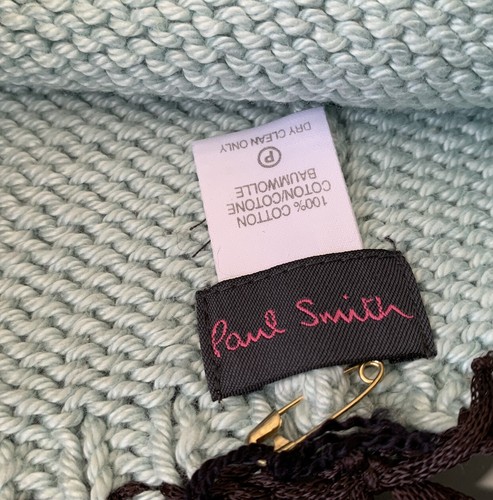 100% COTTON
COTON/COTONE
BAUMWOLLE
P
DRY CLEAN ONLY
Paul Smith